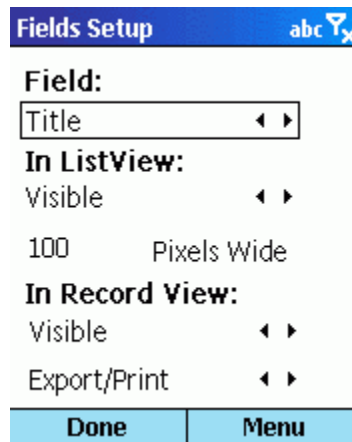 Fields Setup abc
Field:
Title
In ListView:
Visible
100 Pixels Wide
In Record View:
Visible
Export/Print
Done Menu